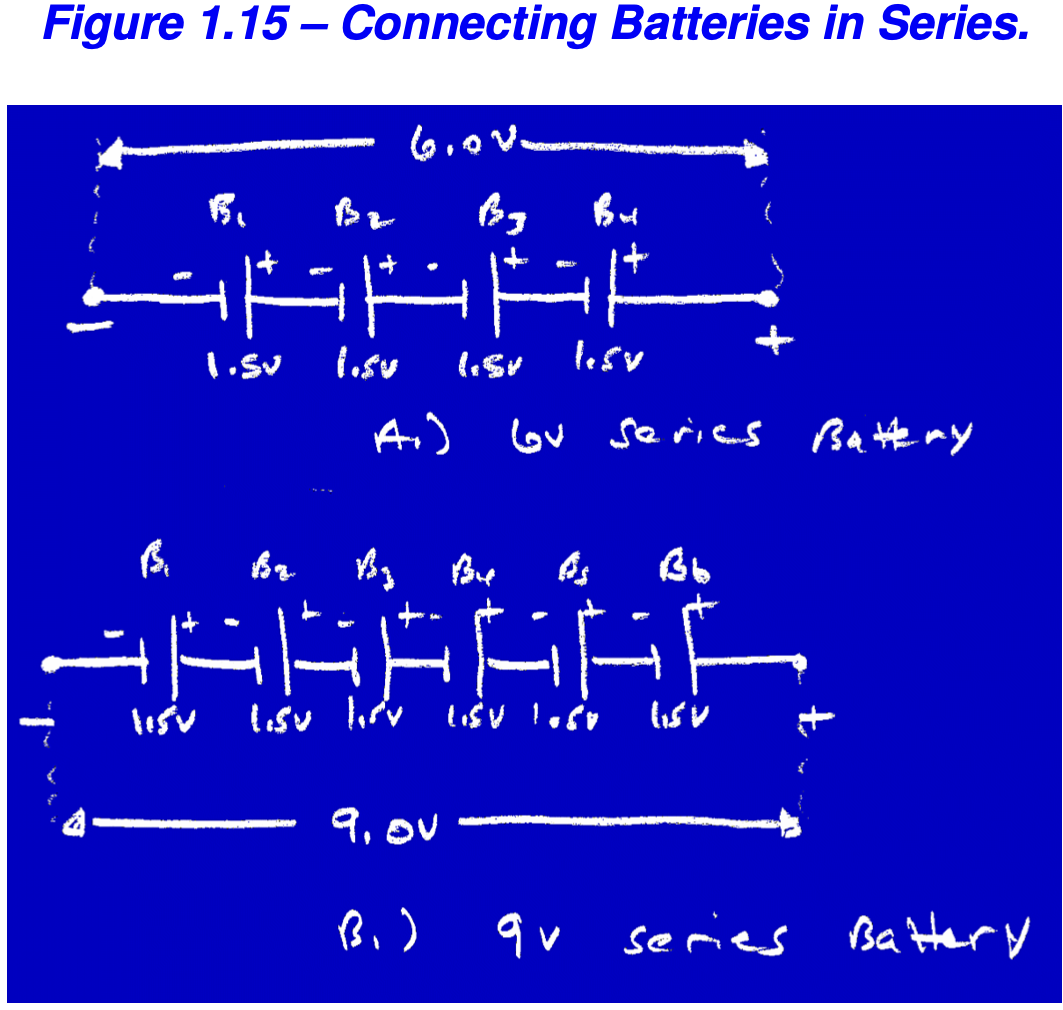 Figure 1.15 – Connecting Batteries in Series.
6.0V
B1 B2 B3 B4
- + - + - + - +
- +
1.5V 1.5V 1.5V 1.5V
A.) 6V Series Battery
B1 B2 B3 B4 B5 B6
- + - + - + - + - + - +
1.5V 1.5V 1.5V 1.5V 1.5V 1.5V
- +
9.0V
B.) 9V series Battery